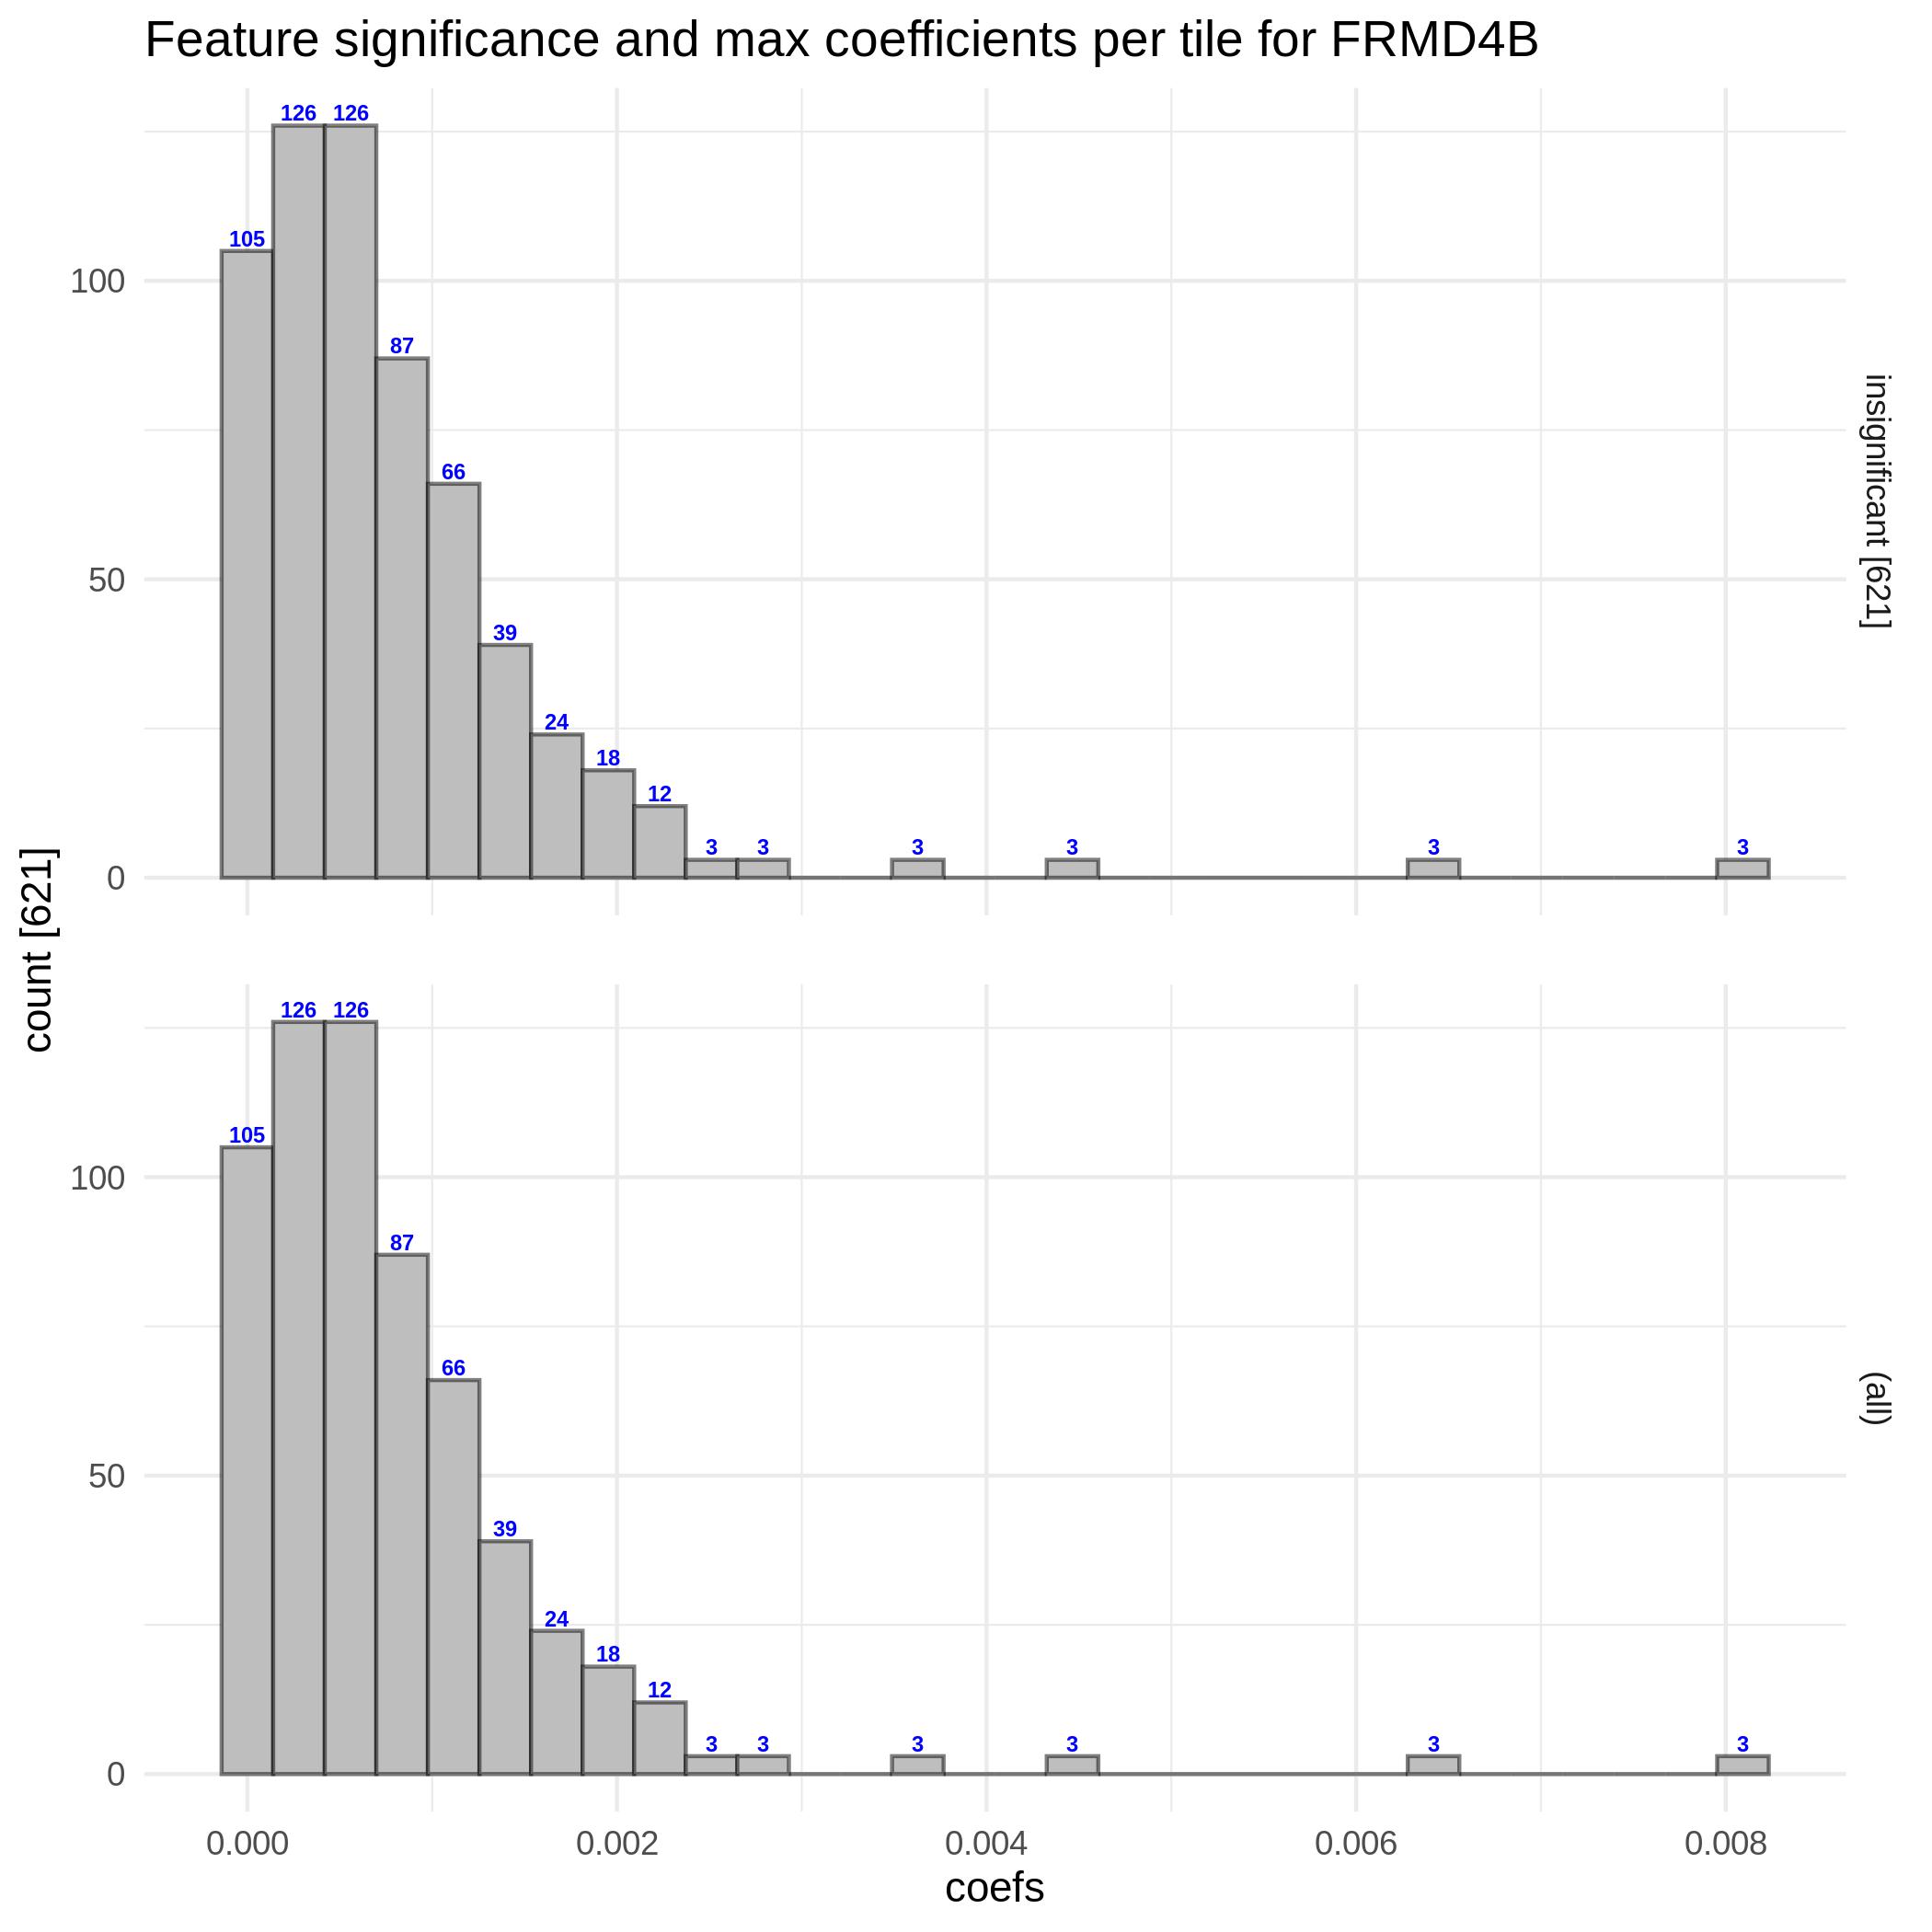 Feature significance and max coefficients per tile for FRMD4B
126 126
105
100
87
66
50
39
24
18
12
3 3 3 3 3 3
0
insignificant [621]
count [621]
126 126
105
100
87
66
50
39
24
18
12
3 3 3 3 3 3
0
(all)
0.000 0.002 0.004 0.006 0.008
coefs